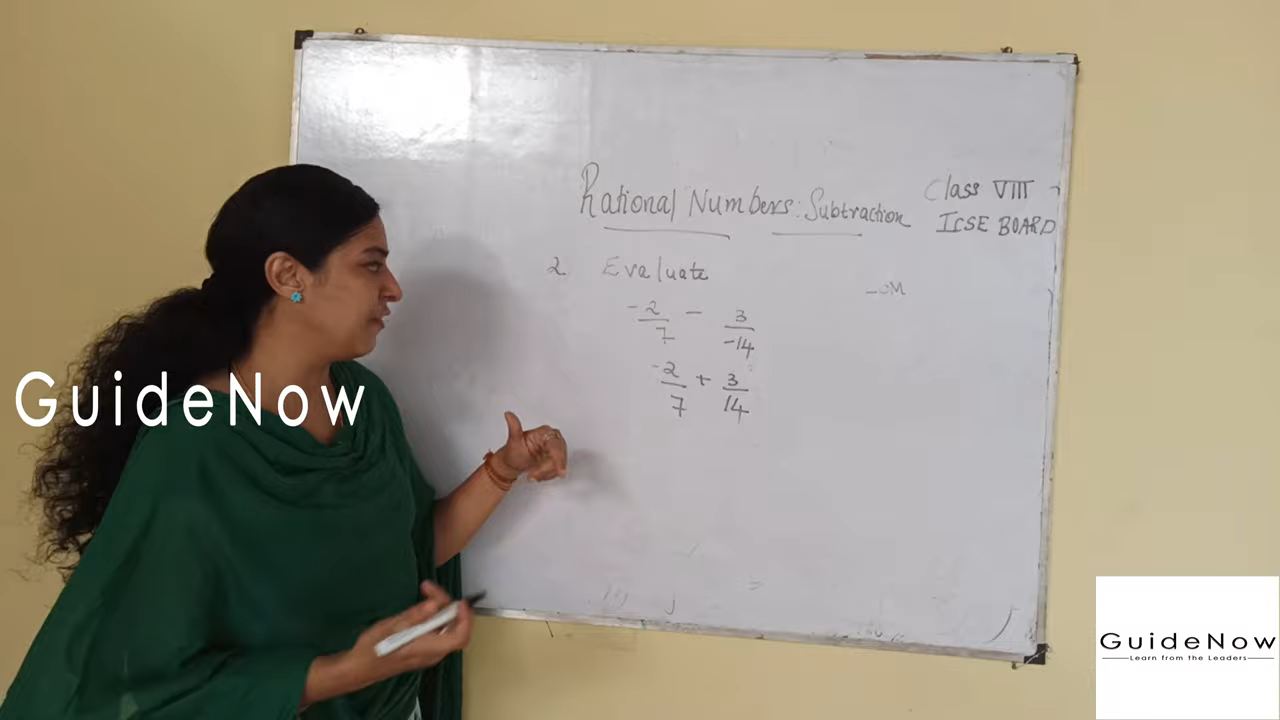 Rational Numbers: Subtraction
Class VIII
ICSE BOARD
2. Evaluate
-2/7 - 3/-14
-2/7 + 3/14
GuideNow
GuideNow
Learn from the Leaders